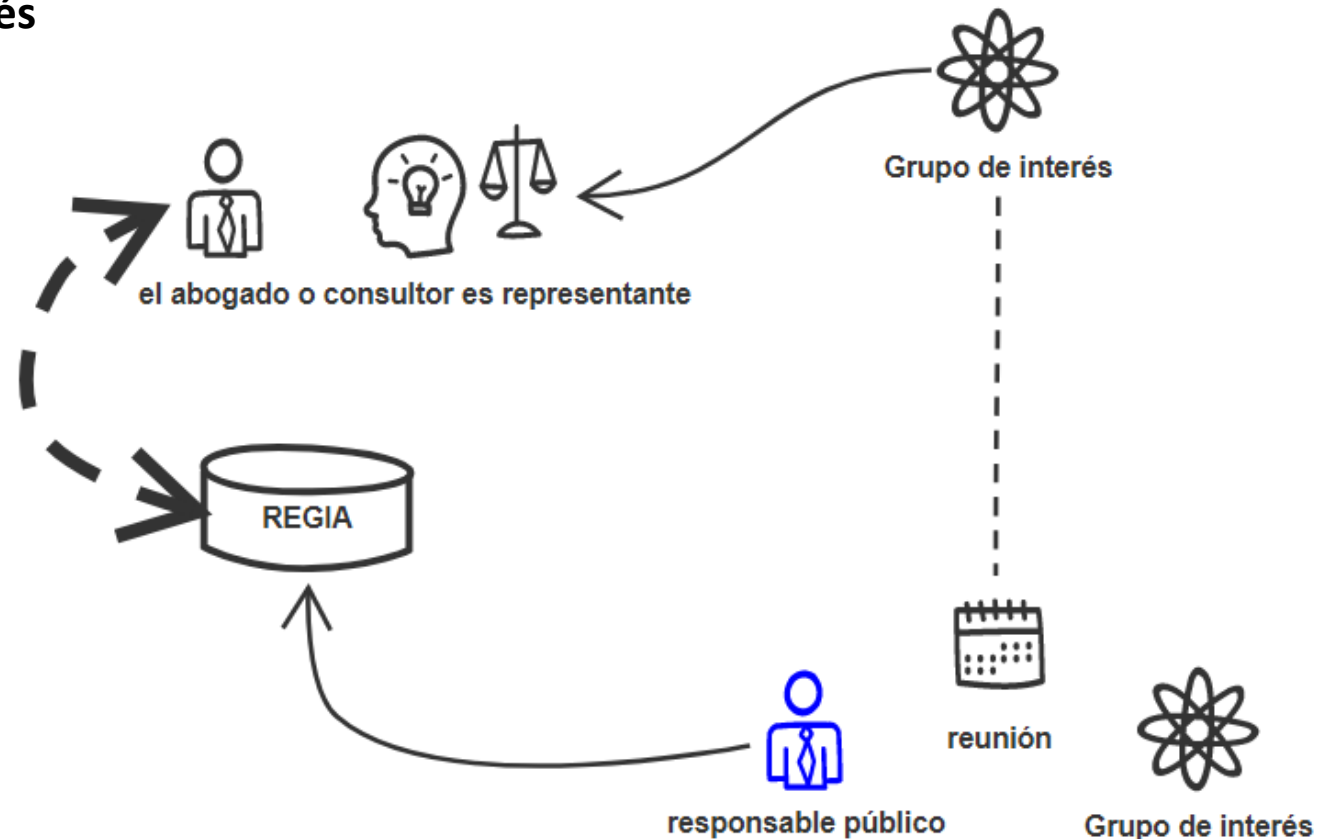 és
Grupo de interés
el abogado o consultor es representante
REGIA
reunión
responsable público
Grupo de interés